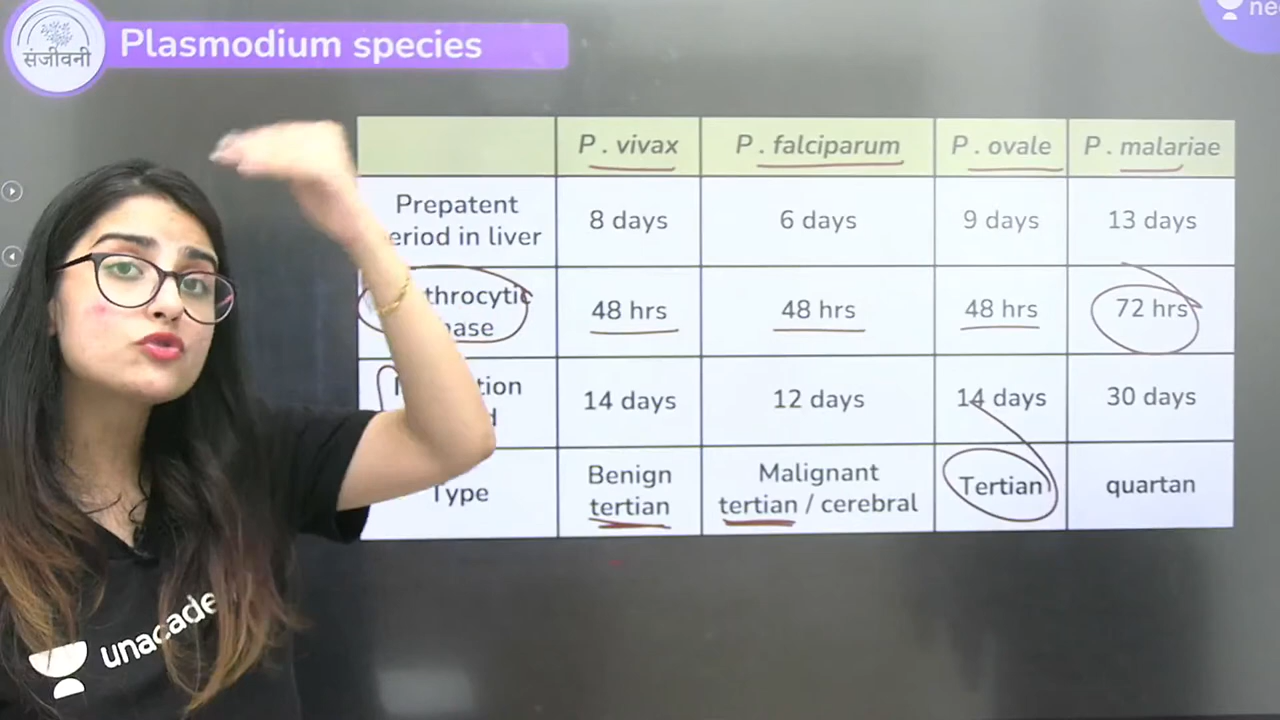 संजीवनी
Plasmodium species
P . vivax P . falciparum P . ovale P . malariae
Prepatent
eriod in liver 8 days 6 days 9 days 13 days
throcytic
ase 48 hrs 48 hrs 48 hrs 72 hrs
tion
d 14 days 12 days 14 days 30 days
Type Benign
tertian Malignant
tertian / cerebral Tertian quartan
unacade
nee